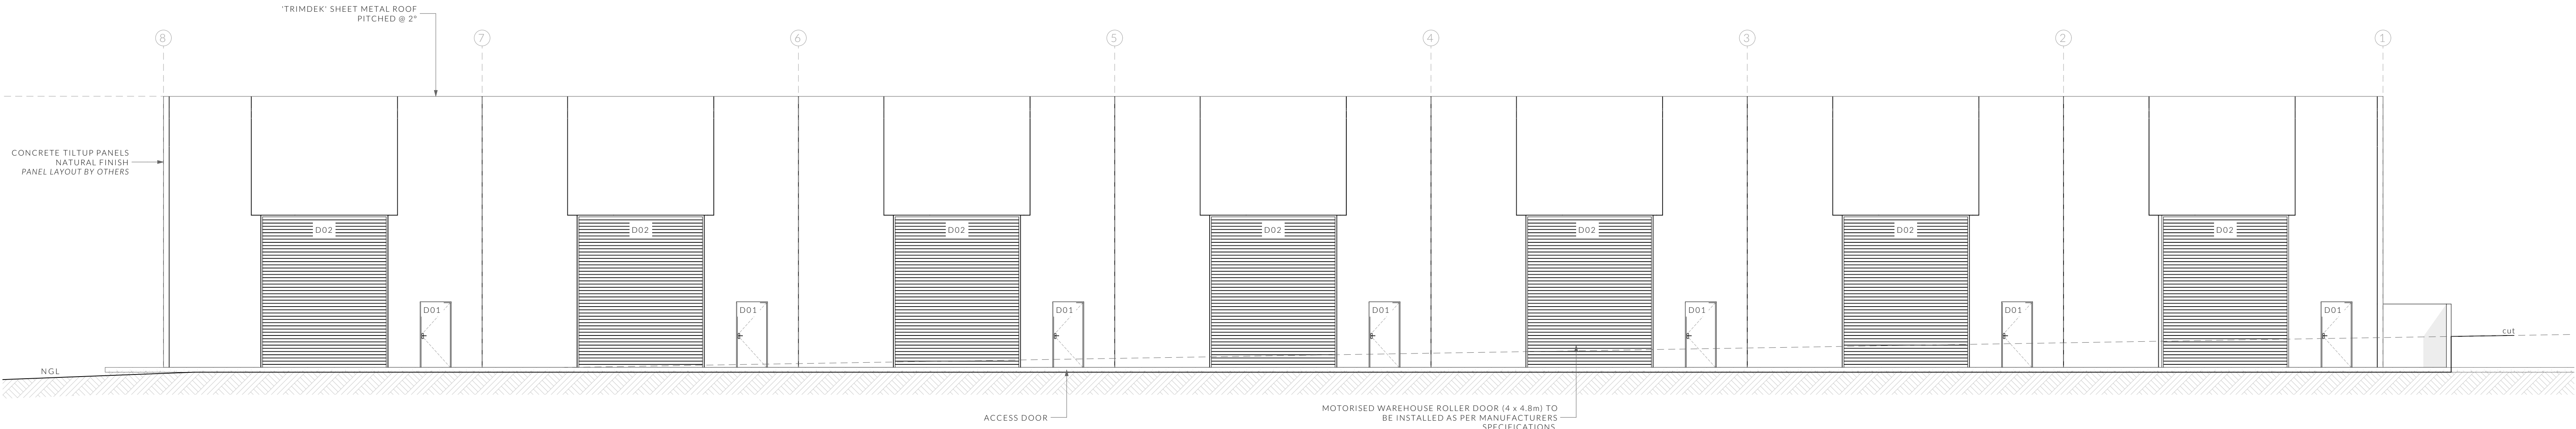 'TRIMDEK' SHEET METAL ROOF
PITCHED @ 2°
8
7
6
5
4
3
2
1
CONCRETE TILTUP PANELS
NATURAL FINISH
PANEL LAYOUT BY OTHERS
D02
D02
D02
D02
D02
D02
D02
D01
D01
D01
D01
D01
D01
D01
cut
NGL
ACCESS DOOR
MOTORISED WAREHOUSE ROLLER DOOR (4 x 4.8m) TO
BE INSTALLED AS PER MANUFACTURERS
SPECIFICATIONS.